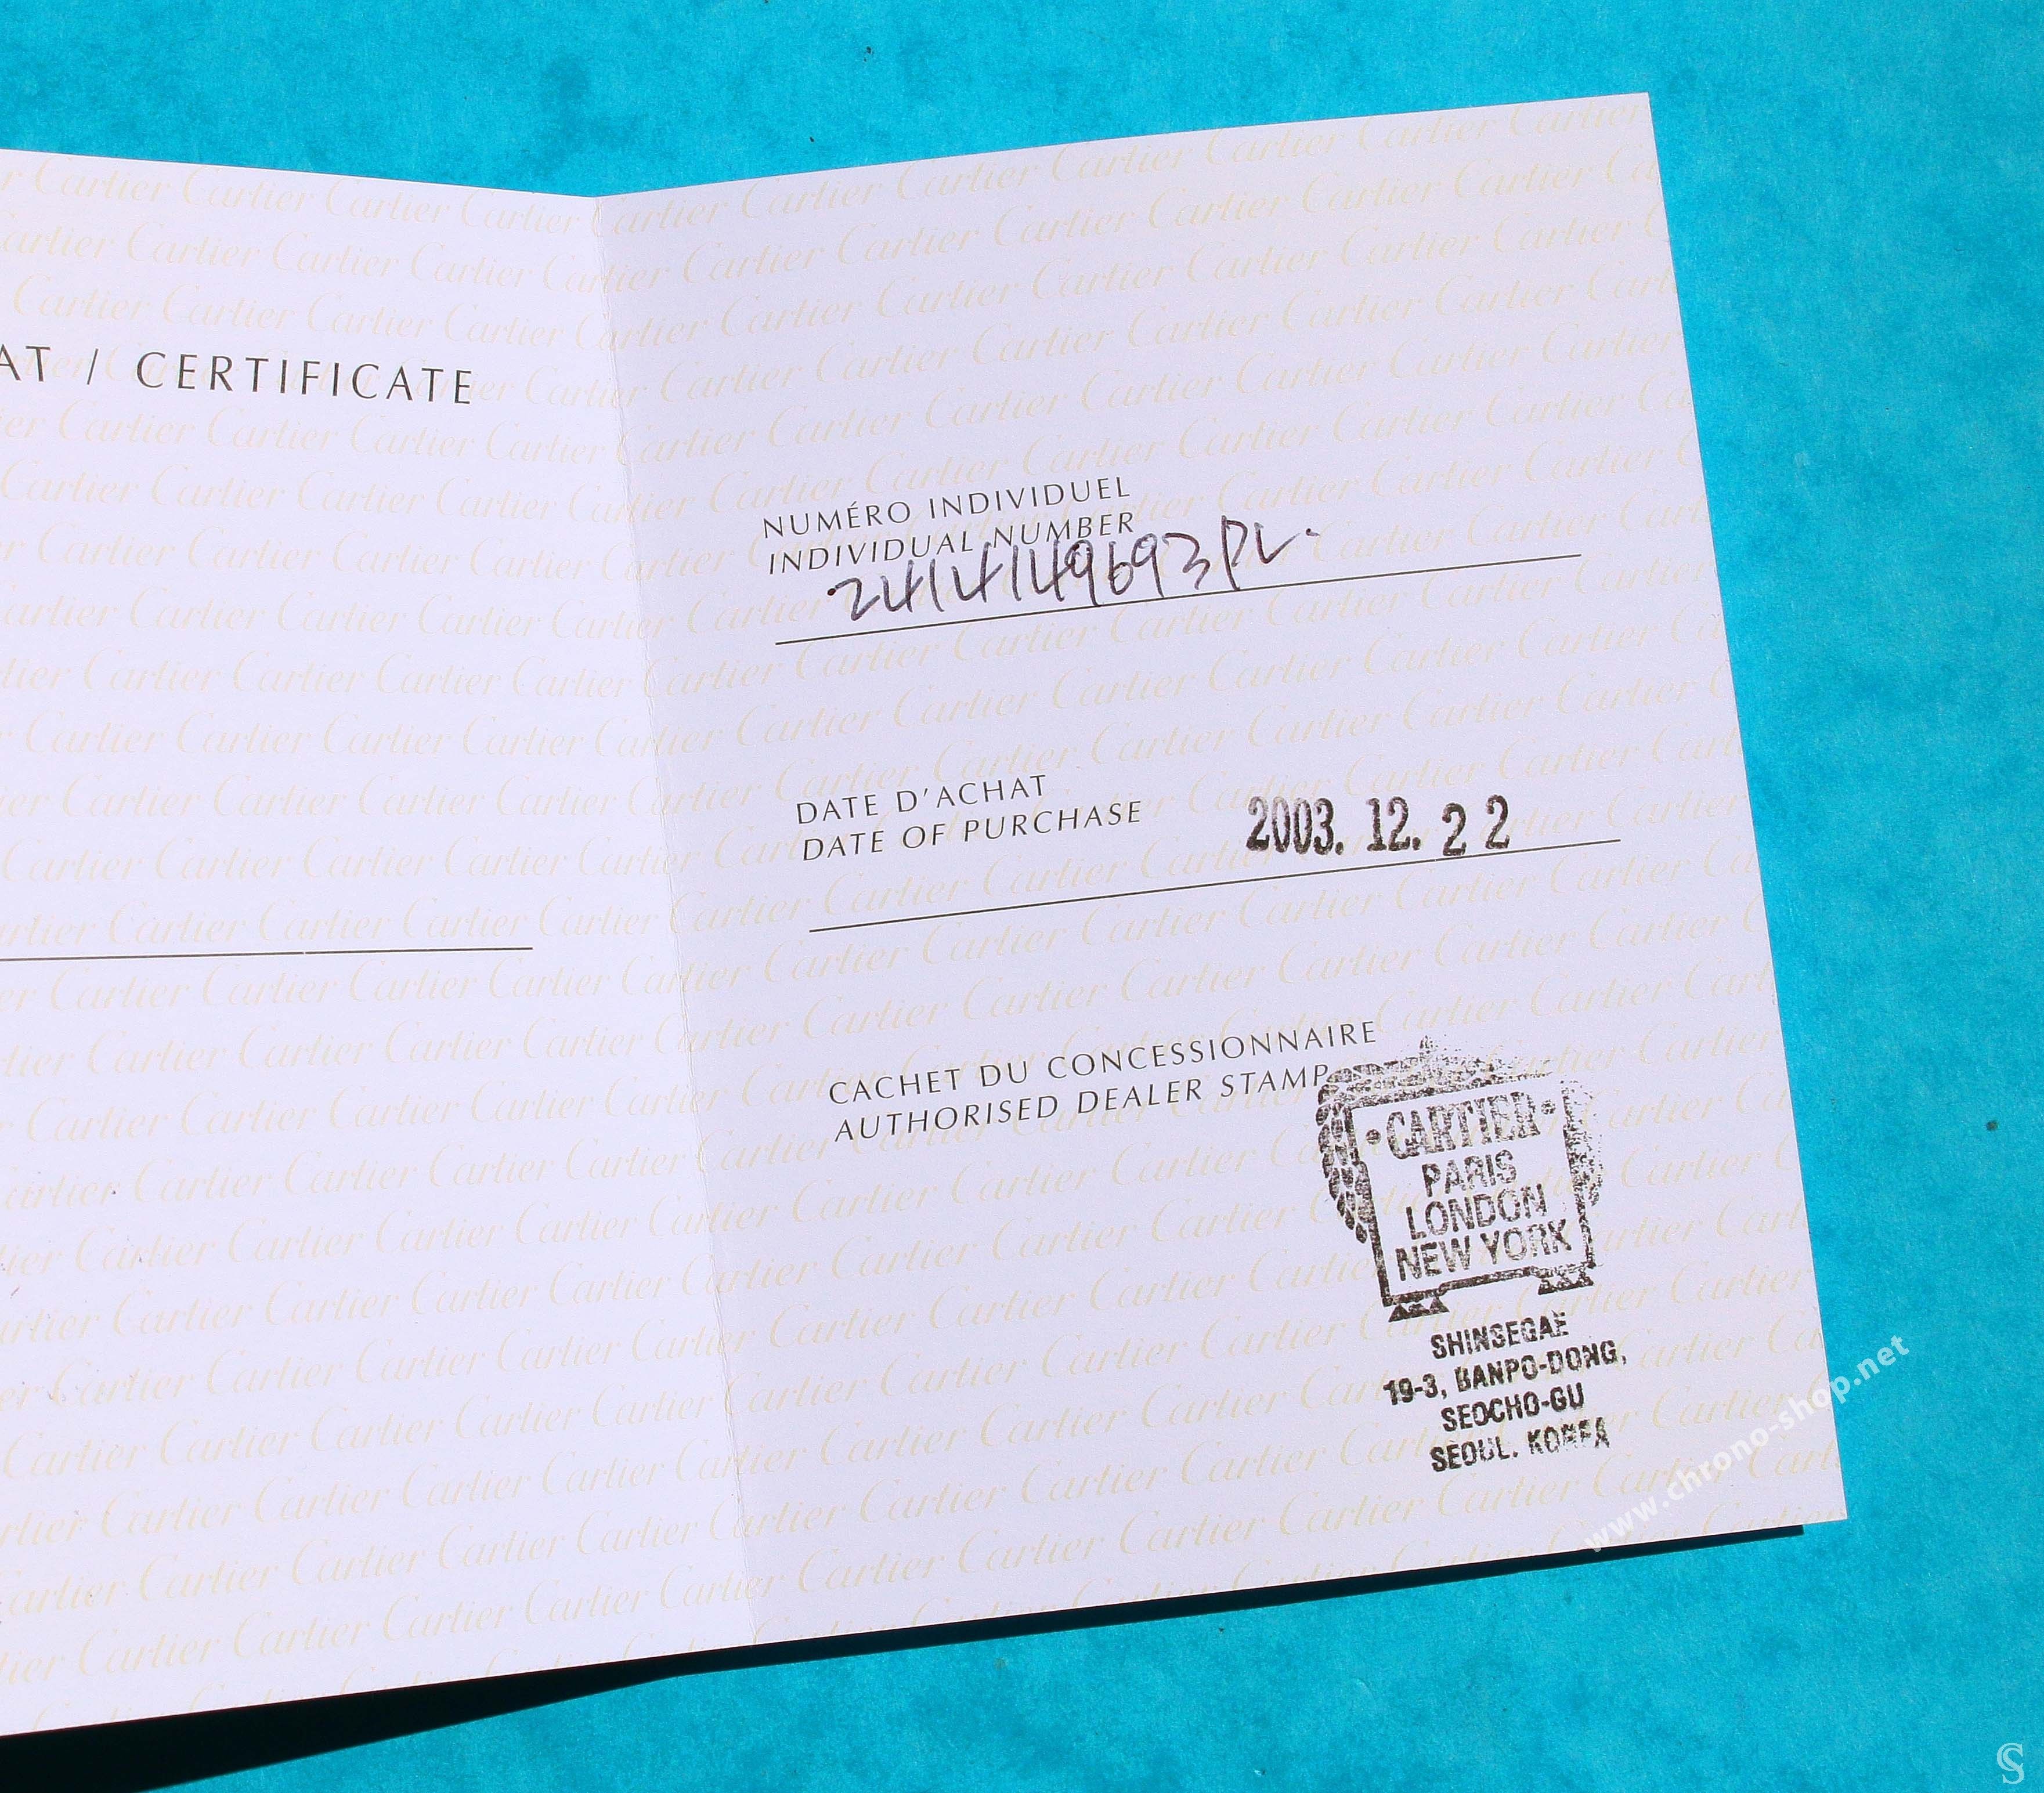 AT / CERTIFICATE
NUMÉRO INDIVIDUEL
INDIVIDUAL NUMBER
2414149693PL.
DATE D'ACHAT
DATE OF PURCHASE
2003. 12. 22
CACHET DU CONCESSIONNAIRE
AUTHORISED DEALER STAMP
·CARTIER·
PARIS
LONDON
NEW YORK
SHINSEGAE
19-3, BANPO-DONG,
SEOCHO-GU
SEOUL. KOREA
www.chrono-shop.net